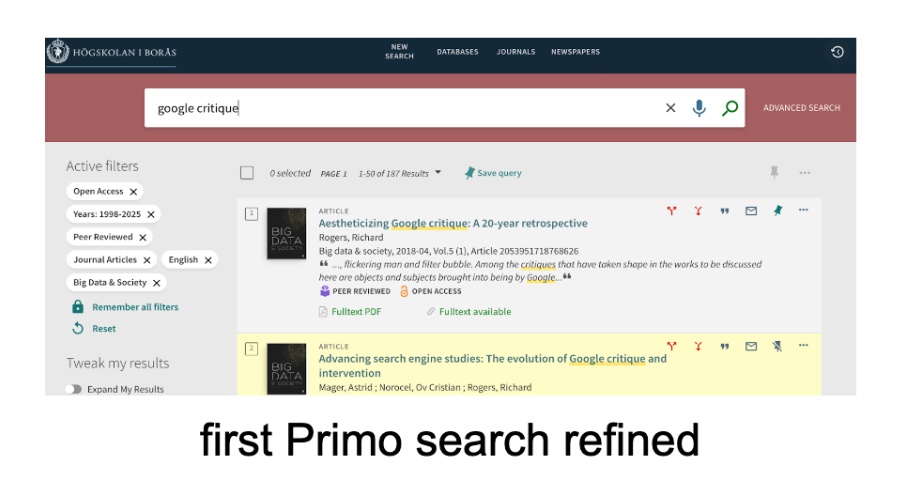 HÖGSKOLAN I BORÅS
NEW
SEARCH
DATABASES
JOURNALS
NEWSPAPERS
google critique
ADVANCED SEARCH
Active filters
Open Access ×
Years: 1998-2025 ×
Peer Reviewed ×
Journal Articles × English ×
Big Data & Society ×
Remember all filters
Reset
Tweak my results
Expand My Results
0 selected PAGE 1 1-50 of 187 Results
Save query
1
BIG
DATA
& SOCIETY
ARTICLE
Aestheticizing Google critique: A 20-year retrospective
Rogers, Richard
Big data & society, 2018-04, Vol.5 (1), Article 2053951718768626
❝ ..., flickering man and filter bubble. Among the critiques that have taken shape in the works to be discussed
here are objects and subjects brought into being by Google...❝
PEER REVIEWED OPEN ACCESS
Fulltext PDF Fulltext available
2
BIG
DATA
& SOCIETY
ARTICLE
Advancing search engine studies: The evolution of Google critique and
intervention
Mager, Astrid ; Norocel, Ov Cristian ; Rogers, Richard
first Primo search refined